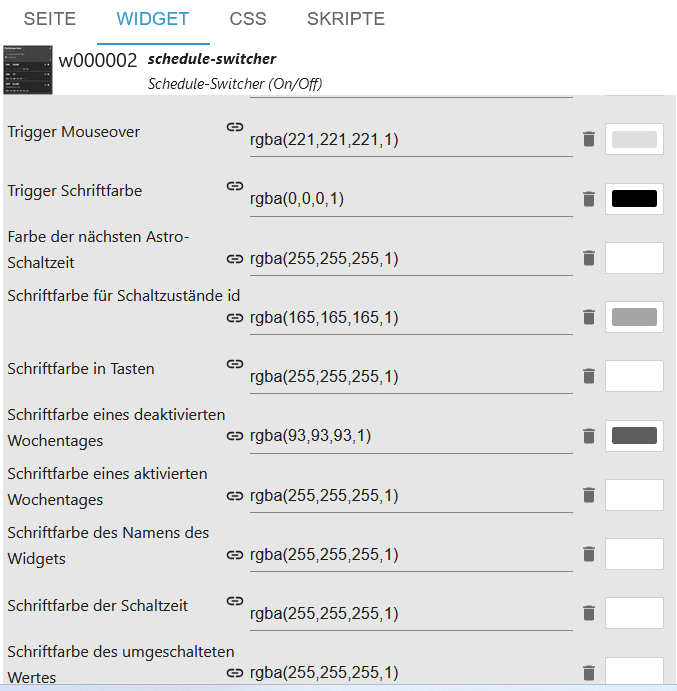 SEITE WIDGET CSS SKRIPTE
w000002 schedule-switcher
Schedule-Switcher (On/Off)
Trigger Mouseover
rgba(221,221,221,1)
Trigger Schriftfarbe
rgba(0,0,0,1)
Farbe der nächsten Astro-
Schaltzeit
rgba(255,255,255,1)
Schriftfarbe für Schaltzustände id
rgba(165,165,165,1)
Schriftfarbe in Tasten
rgba(255,255,255,1)
Schriftfarbe eines deaktivierten
Wochentages
rgba(93,93,93,1)
Schriftfarbe eines aktivierten
Wochentages
rgba(255,255,255,1)
Schriftfarbe des Namens des
Widgets
rgba(255,255,255,1)
Schriftfarbe der Schaltzeit
rgba(255,255,255,1)
Schriftfarbe des umgeschalteten
Wertes
rgba(255,255,255,1)